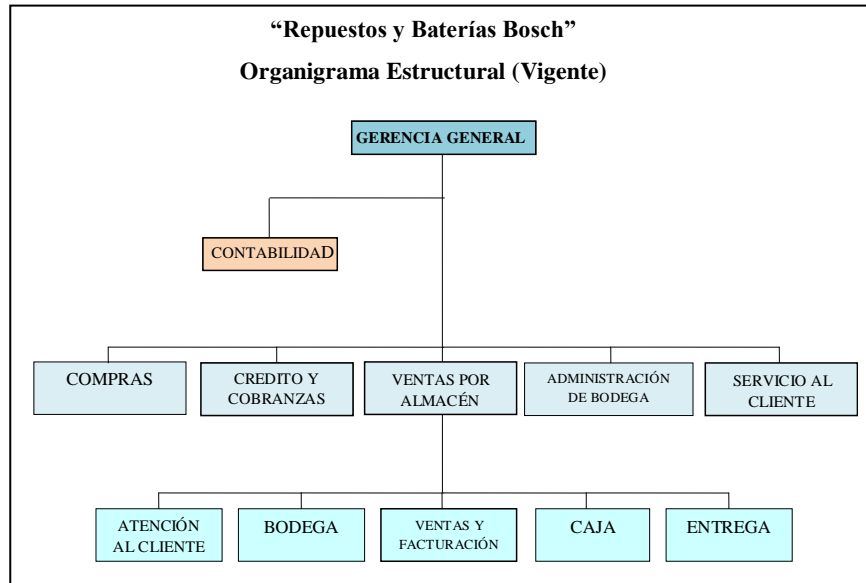 “Repuestos y Baterías Bosch”
Organigrama Estructural (Vigente)
GERENCIA GENERAL
CONTABILIDAD
COMPRAS
CREDITO Y
COBRANZAS
VENTAS POR
ALMACÉN
ADMINISTRACIÓN
DE BODEGA
SERVICIO AL
CLIENTE
ATENCIÓN
AL CLIENTE
BODEGA
VENTAS Y
FACTURACIÓN
CAJA
ENTREGA